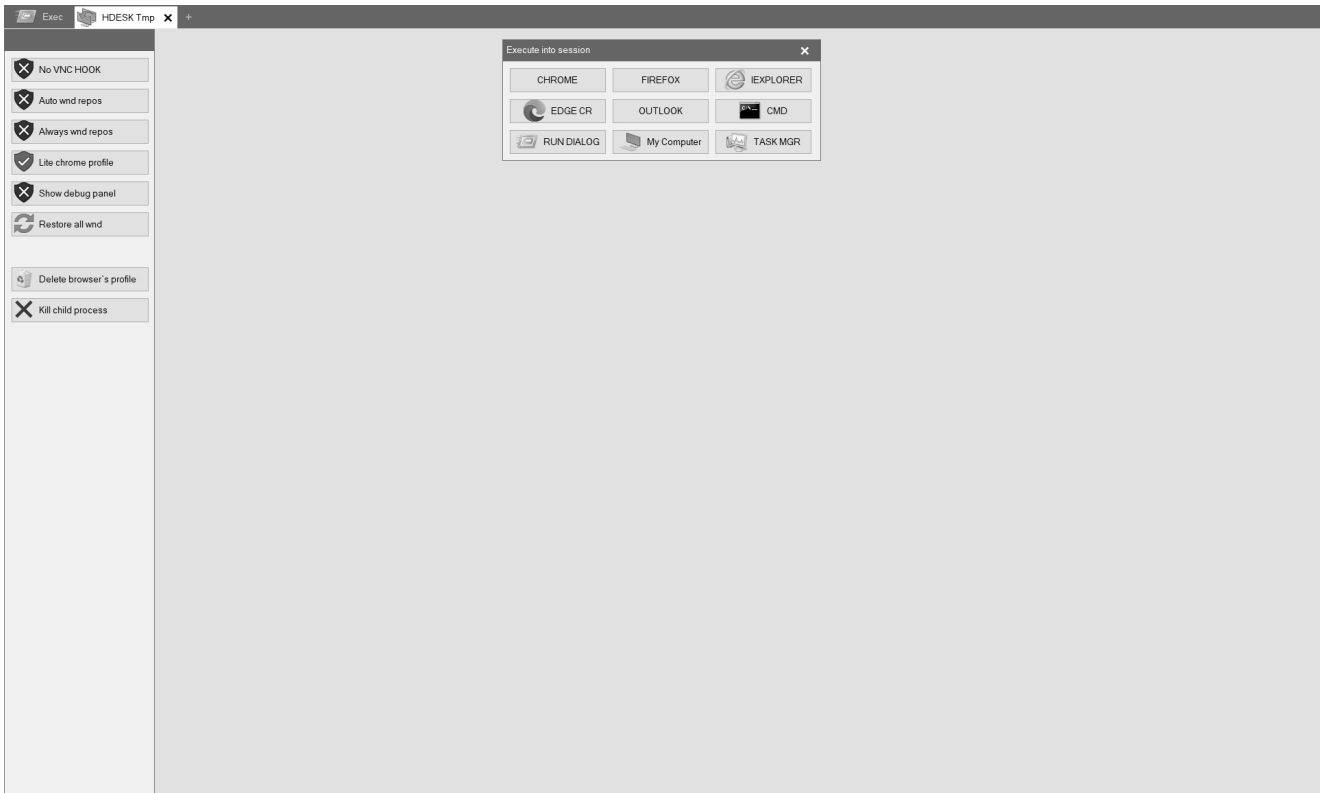 Exec HDESK Tmp +
No VNC HOOK
Auto wnd repos
Always wnd repos
Lite chrome profile
Show debug panel
Restore all wnd
Delete browser`s profile
Kill child process
Execute into session
CHROME FIREFOX IEXPLORER
EDGE CR OUTLOOK CMD
RUN DIALOG My Computer TASK MGR